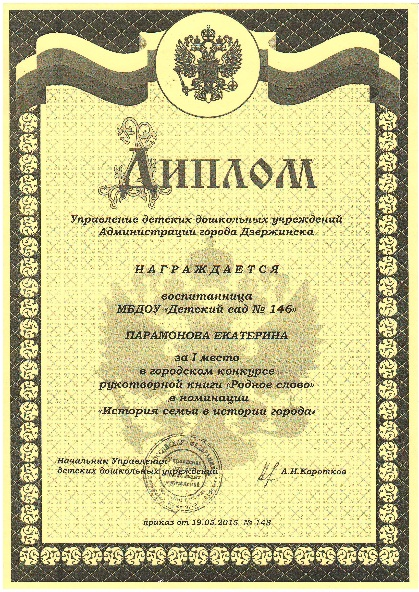 Диплом
Управление детских дошкольных учреждений
Администрации города Дзержинска
НАГРАЖДАЕТСЯ
воспитанница
МБДОУ «Детский сад № 146»
ПАРАМОНОВА ЕКАТЕРИНА
за I место
в городском конкурсе
рукотворной книги «Родное слово»
в номинации
«История семьи в истории города»
Начальник Управления
детских дошкольных учреждений
А.Н.Коротков
приказ от 19.05.2015 № 148